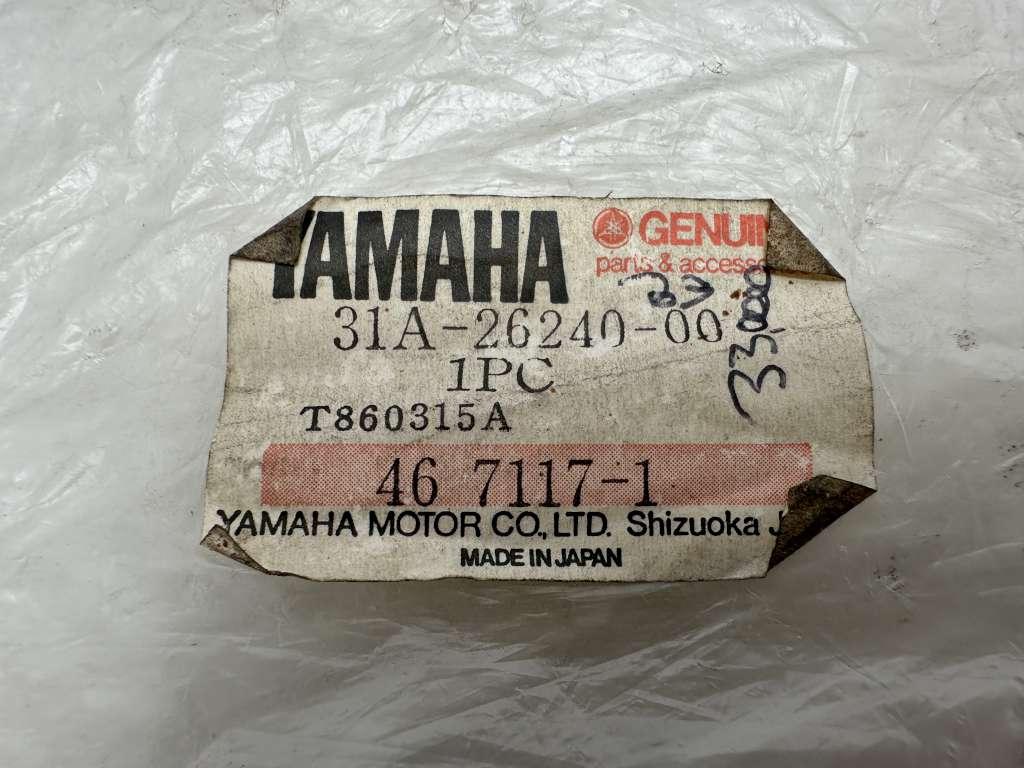 YAMAHA
GENUIN
parts & accesso
31A-26240-00
1PC
T860315A
46 7117-1
YAMAHA MOTOR CO., LTD. Shizuoka J
MADE IN JAPAN